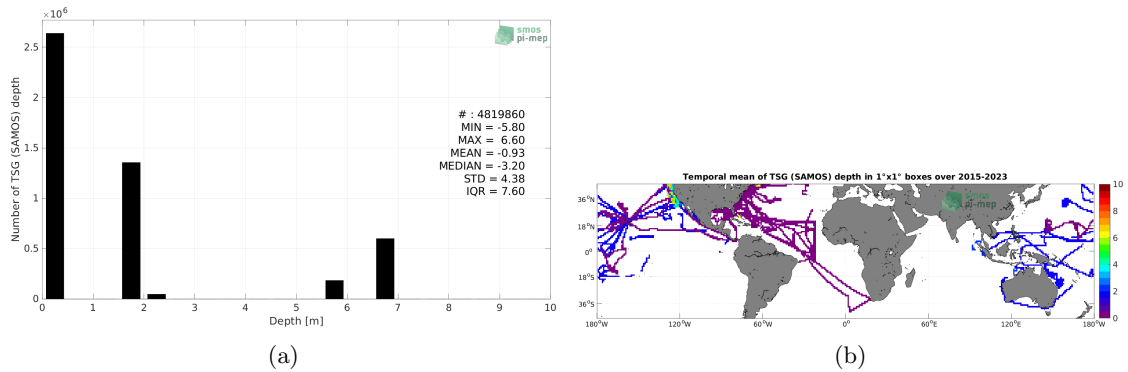 ×10⁶
2.5
2
1.5
1
0.5
0
Number of TSG (SAMOS) depth
smos
pi-mep
# : 4819860
MIN = -5.80
MAX = 6.60
MEAN = -0.93
MEDIAN = -3.20
STD = 4.38
IQR = 7.60
0 1 2 3 4 5 6 7 8 9 10
Depth [m]
(a)
Temporal mean of TSG (SAMOS) depth in 1°x1° boxes over 2015-2023
smos
pi-mep
36°N
18°N
0°
18°S
36°S
180°W 120°W 60°W 0° 60°E 120°E 180°W
10
8
6
4
2
0
(b)